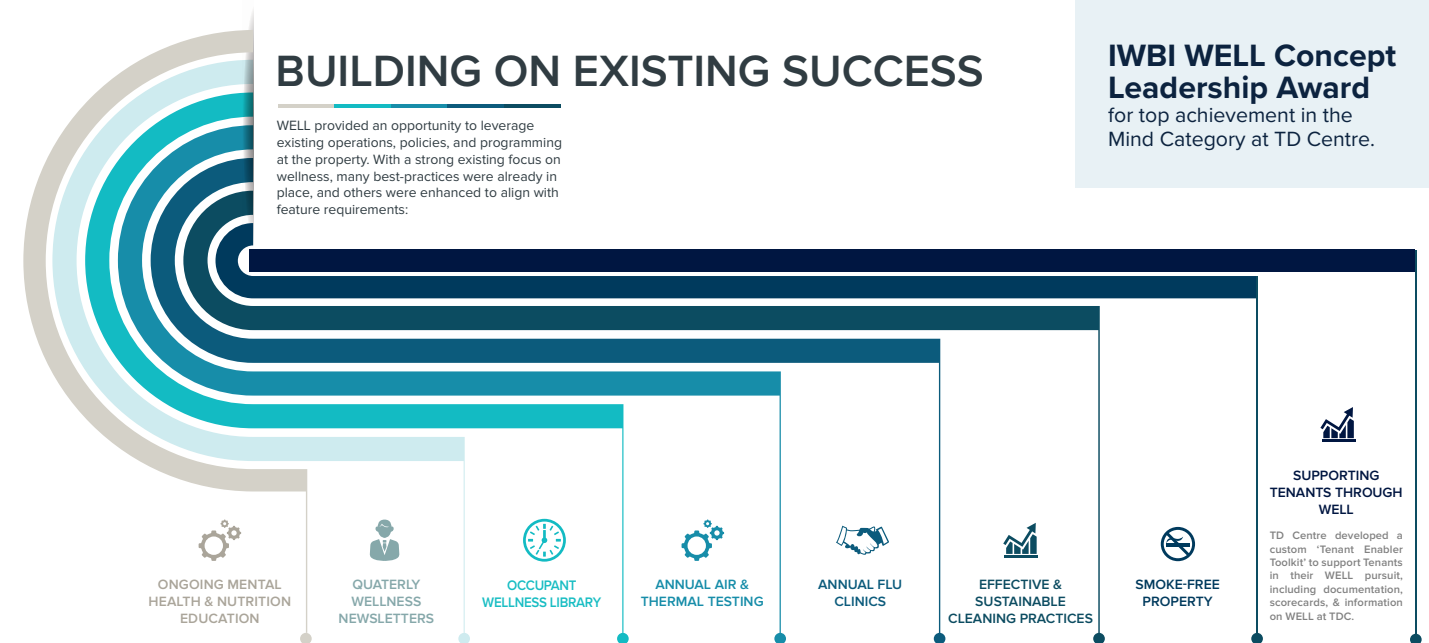 BUILDING ON EXISTING SUCCESS
WELL provided an opportunity to leverage
existing operations, policies, and programming
at the property. With a strong existing focus on
wellness, many best-practices were already in
place, and others were enhanced to align with
feature requirements:
IWBI WELL Concept
Leadership Award
for top achievement in the
Mind Category at TD Centre.
ONGOING MENTAL
HEALTH & NUTRITION
EDUCATION
QUATERLY
WELLNESS
NEWSLETTERS
OCCUPANT
WELLNESS LIBRARY
ANNUAL AIR &
THERMAL TESTING
ANNUAL FLU
CLINICS
EFFECTIVE &
SUSTAINABLE
CLEANING PRACTICES
SMOKE-FREE
PROPERTY
SUPPORTING
TENANTS THROUGH
WELL
TD Centre developed a
custom ‘Tenant Enabler
Toolkit’ to support Tenants
in their WELL pursuit,
including documentation,
scorecards, & information
on WELL at TDC.